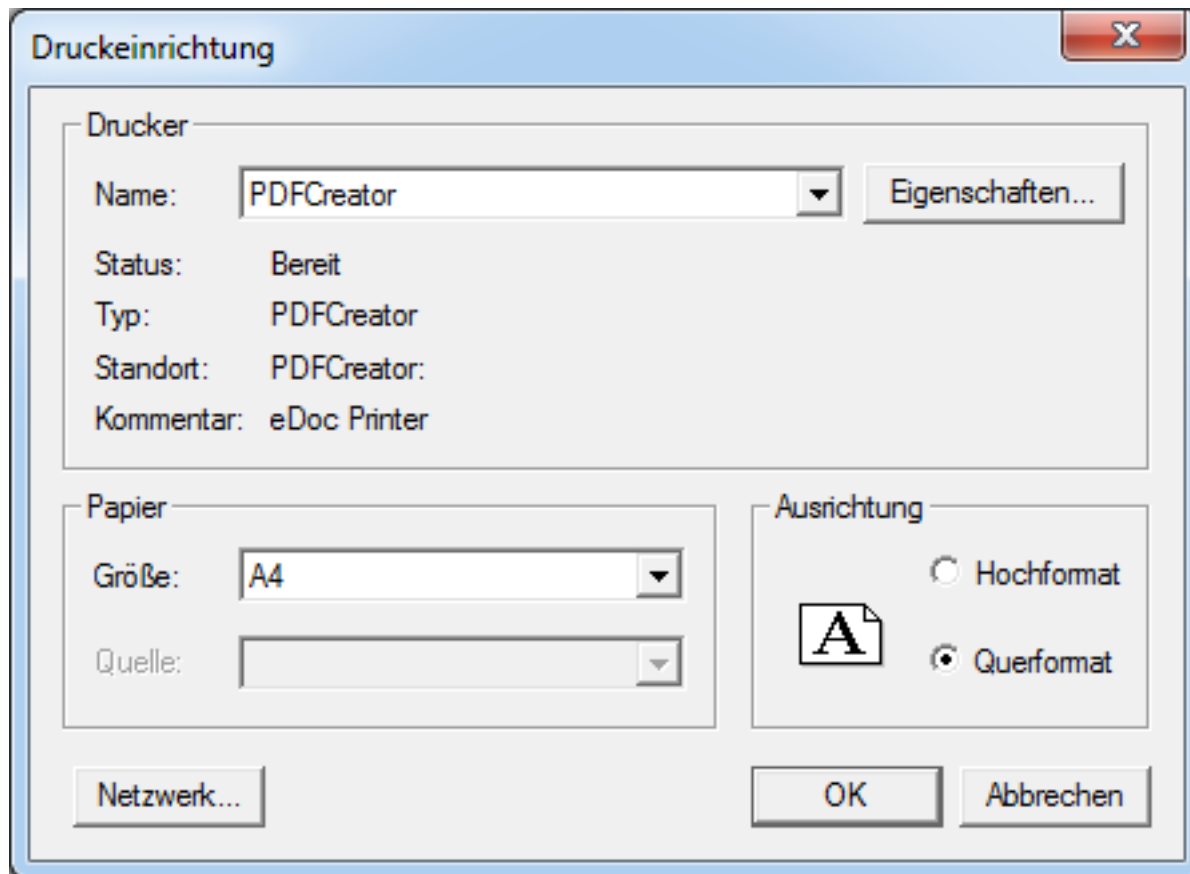 Druckeinrichtung
Drucker
Name: PDFCreator Eigenschaften...
Status: Bereit
Typ: PDFCreator
Standort: PDFCreator:
Kommentar: eDoc Printer
Papier
Größe: A4
Quelle:
Ausrichtung
Hochformat
A
Querformat
Netzwerk... OK Abbrechen